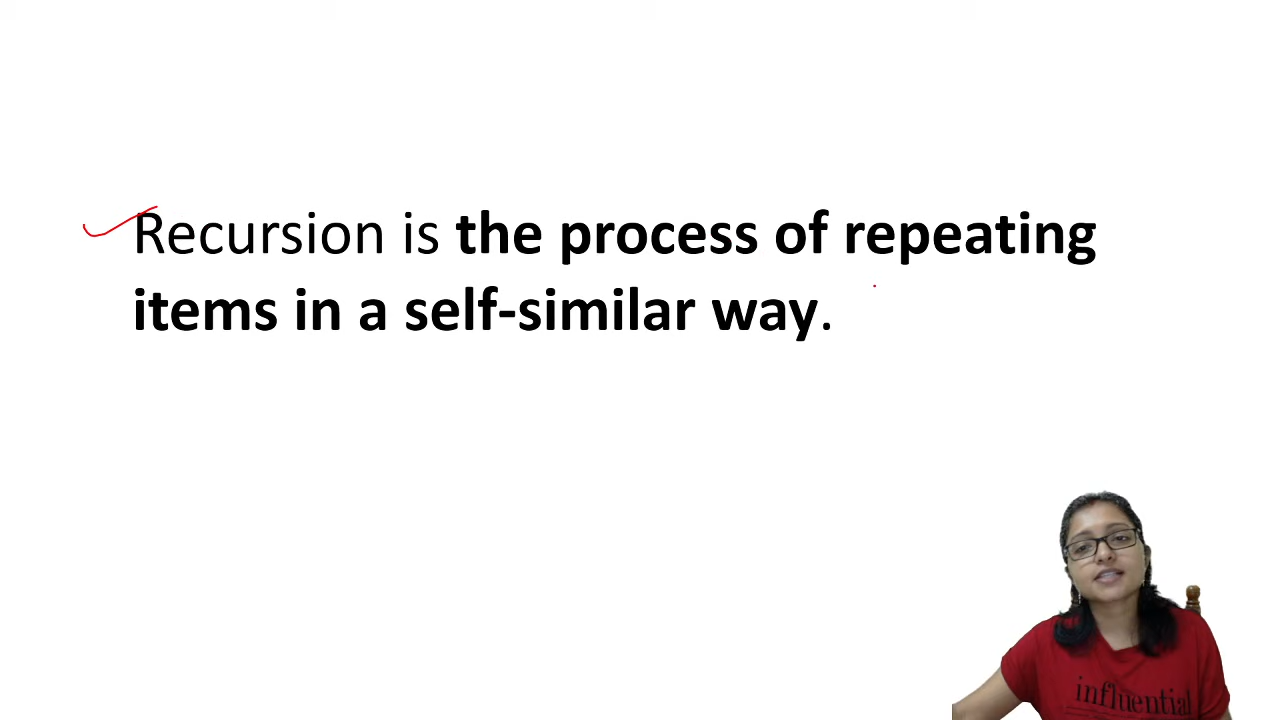 Recursion is the process of repeating
items in a self-similar way.
influential